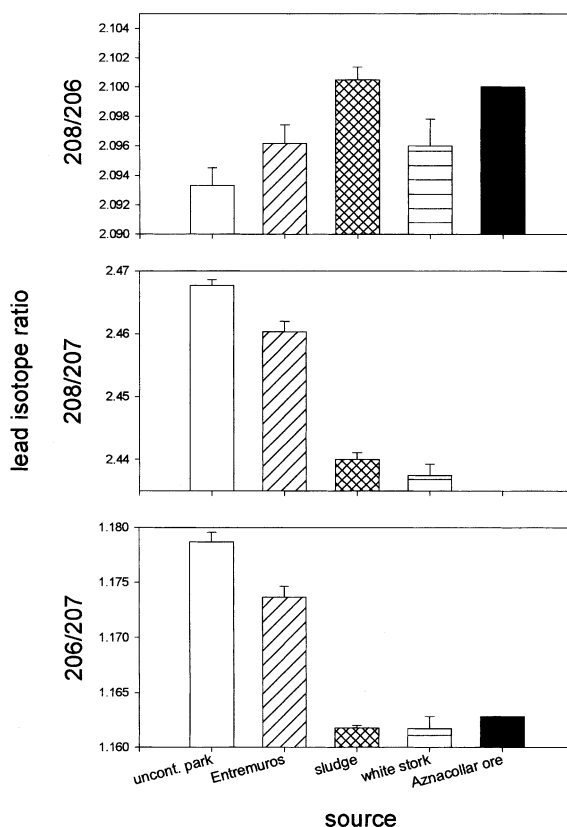 2.104
2.102
2.100
2.098
2.096
2.094
2.092
2.090
208/206
2.47
2.46
2.45
2.44
208/207
lead isotope ratio
1.180
1.175
1.170
1.165
1.160
206/207
uncont. park
Entremuros
sludge
white stork
Aznacollar ore
source